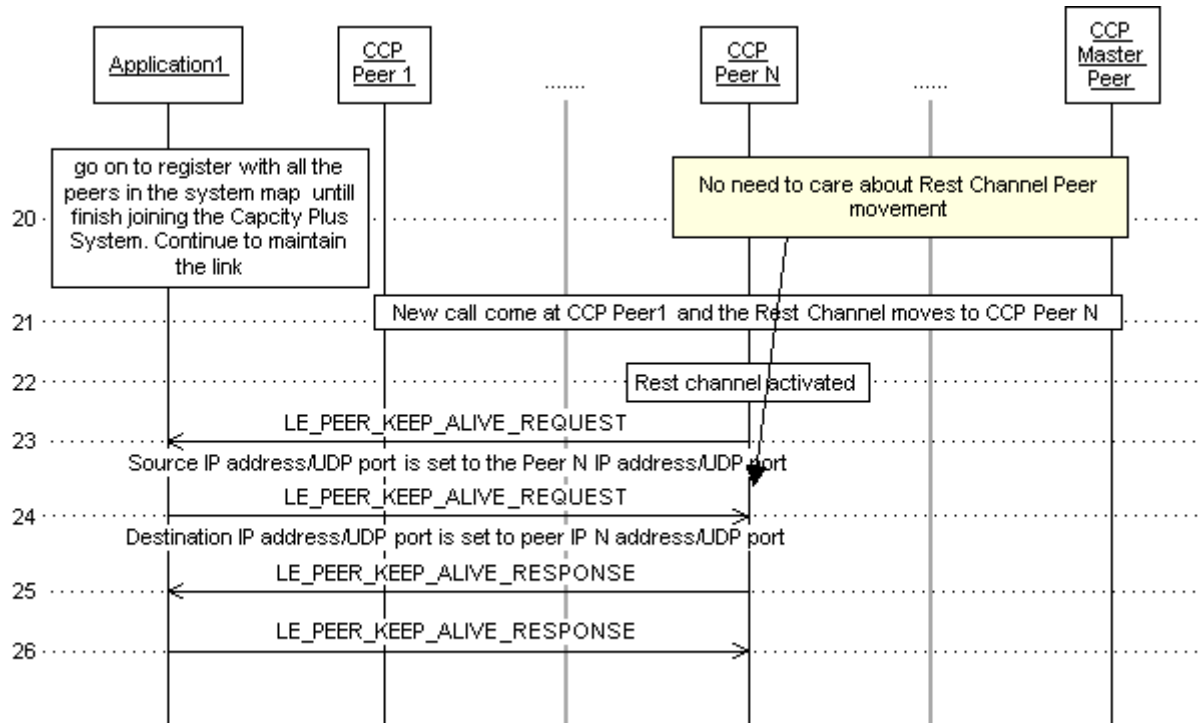 Application1
CCP
Peer 1
.......
CCP
Peer N
......
CCP
Master
Peer
go on to register with all the
peers in the system map untill
finish joining the Capcity Plus
System. Continue to maintain
the link
No need to care about Rest Channel Peer
movement
20
New call come at CCP Peer1 and the Rest Channel moves to CCP Peer N
21
Rest channel activated
22
LE_PEER_KEEP_ALIVE_REQUEST
23
Source IP address/UDP port is set to the Peer N IP address/UDP port
LE_PEER_KEEP_ALIVE_REQUEST
24
Destination IP address/UDP port is set to peer IP N address/UDP port
LE_PEER_KEEP_ALIVE_RESPONSE
25
LE_PEER_KEEP_ALIVE_RESPONSE
26